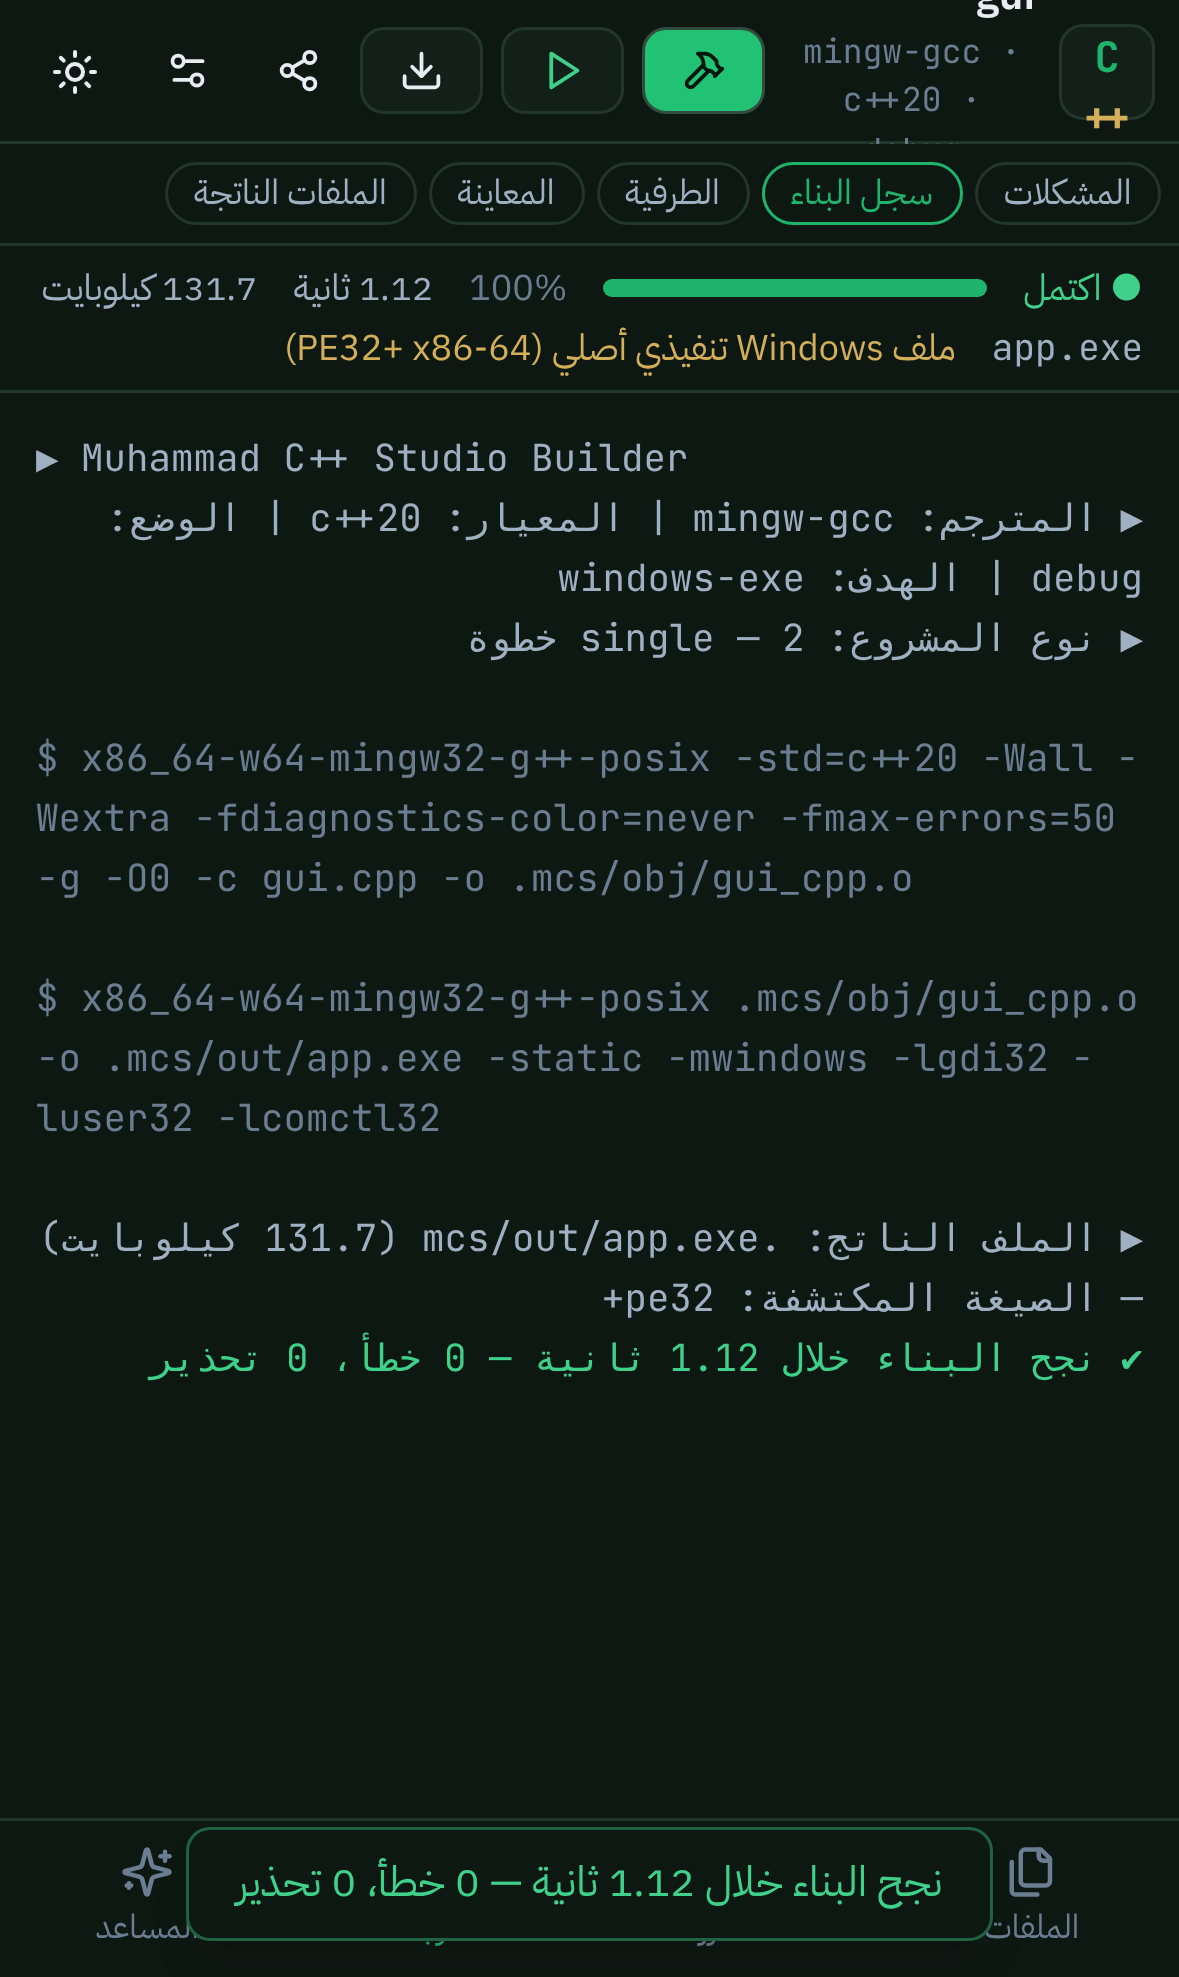 gui
mingw-gcc ·
c++20 ·
C
++
المشكلات
سجل البناء
الطرفية
المعاينة
الملفات الناتجة
اكتمل
100%
1.12 ثانية
131.7 كيلوبايت
app.exe
ملف Windows تنفيذي أصلي (PE32+ x86-64)
▶ Muhammad C++ Studio Builder
▶ المترجم: mingw-gcc | المعيار: c++20 | الوضع:
debug | الهدف: windows-exe
▶ نوع المشروع: single — 2 خطوة
$ x86_64-w64-mingw32-g++-posix -std=c++20 -Wall -
Wextra -fdiagnostics-color=never -fmax-errors=50
-g -O0 -c gui.cpp -o .mcs/obj/gui_cpp.o
$ x86_64-w64-mingw32-g++-posix .mcs/obj/gui_cpp.o
-o .mcs/out/app.exe -static -mwindows -lgdi32 -
luser32 -lcomctl32
▶ الملف الناتج: .mcs/out/app.exe (131.7 كيلوبايت)
— الصيغة المكتشفة: pe32+
✔ نجح البناء خلال 1.12 ثانية — 0 خطأ، 0 تحذير
الملفات
نجح البناء خلال 1.12 ثانية — 0 خطأ، 0 تحذير
المساعد